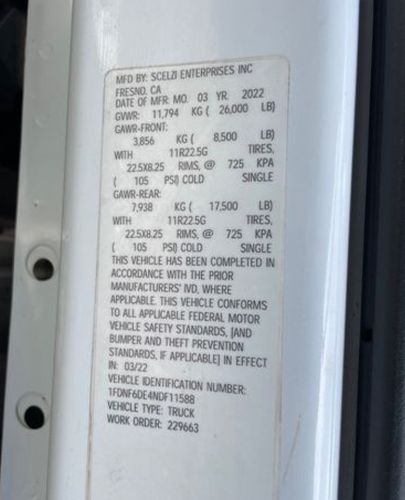 MFD BY: SCELZI ENTERPRISES INC
FRESNO, CA
DATE OF MFR: MO. 03 YR. 2022
GVWR: 11,794 KG ( 26,000 LB)
GAWR-FRONT:
3,856 KG ( 8,500 LB)
WITH 11R22.5G TIRES,
22.5X8.25 RIMS, @ 725 KPA
( 105 PSI) COLD SINGLE
GAWR-REAR:
7,938 KG ( 17,500 LB)
WITH 11R22.5G TIRES,
22.5X8.25 RIMS, @ 725 KPA
( 105 PSI) COLD SINGLE
THIS VEHICLE HAS BEEN COMPLETED IN
ACCORDANCE WITH THE PRIOR
MANUFACTURERS' IVD, WHERE
APPLICABLE. THIS VEHICLE CONFORMS
TO ALL APPLICABLE FEDERAL MOTOR
VEHICLE SAFETY STANDARDS, [AND
BUMPER AND THEFT PREVENTION
STANDARDS, IF APPLICABLE] IN EFFECT
IN: 03/22
VEHICLE IDENTIFICATION NUMBER:
1FDNF6DE4NDF11588
VEHICLE TYPE: TRUCK
WORK ORDER: 229663